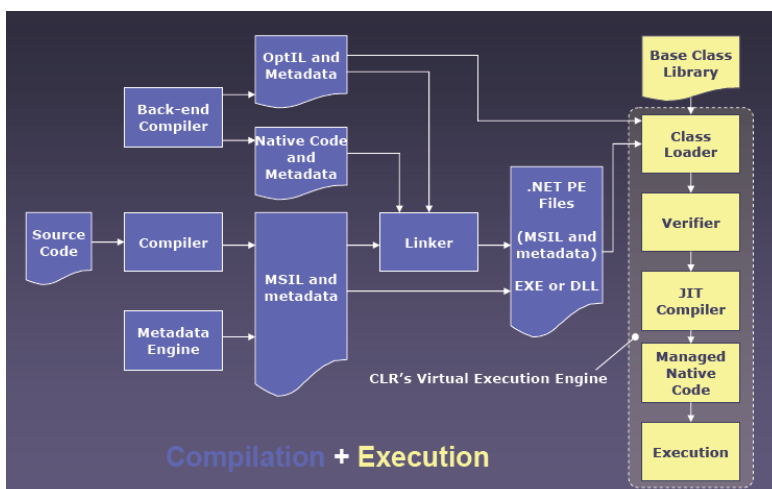 OptIL and
Metadata
Base Class
Library
Back-end
Compiler
Native Code
and
Metadata
Class
Loader
.NET PE
Files
(MSIL and
metadata)
EXE or DLL
Source
Code
Compiler
MSIL and
metadata
Linker
Verifier
Metadata
Engine
JIT
Compiler
CLR's Virtual Execution Engine
Managed
Native
Code
Execution
Compilation + Execution